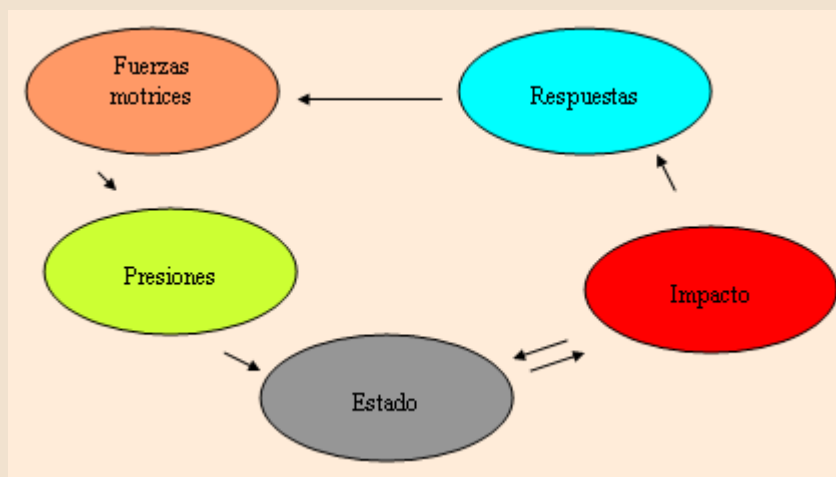 Fuerzas
motrices
Respuestas
Presiones
Impacto
Estado